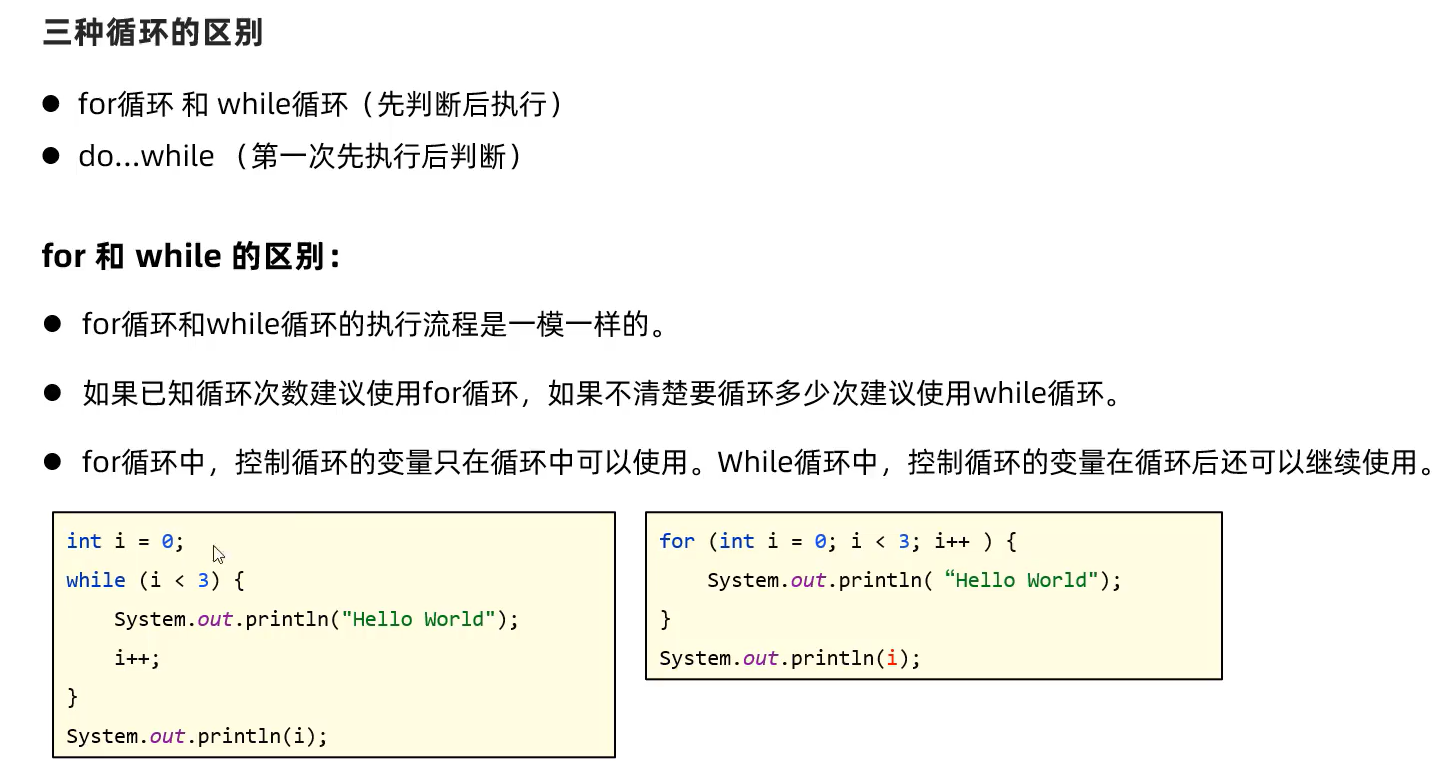 三种循环的区别
● for循环 和 while循环（先判断后执行）
● do...while （第一次先执行后判断）
for 和 while 的区别：
● for循环和while循环的执行流程是一模一样的。
● 如果已知循环次数建议使用for循环，如果不清楚要循环多少次建议使用while循环。
● for循环中，控制循环的变量只在循环中可以使用。While循环中，控制循环的变量在循环后还可以继续使用。
int i = 0;
while (i < 3) {
    System.out.println("Hello World");
    i++;
}
System.out.println(i);
for (int i = 0; i < 3; i++ ) {
    System.out.println( “Hello World");
}
System.out.println(i);